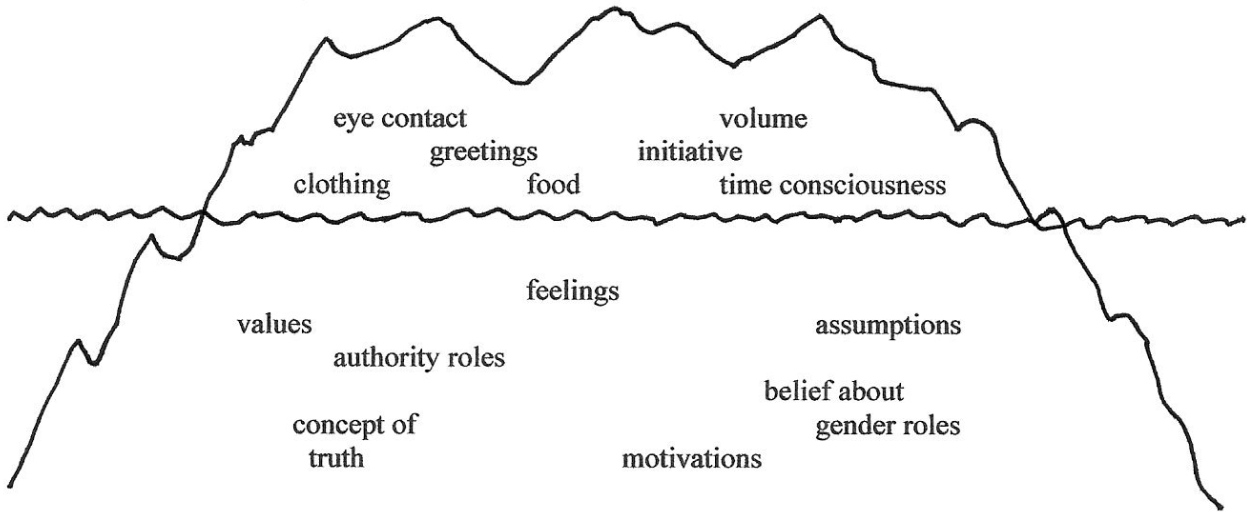 eye contact
volume
greetings
initiative
clothing
food
time consciousness
feelings
values
assumptions
authority roles
belief about
gender roles
concept of
truth
motivations